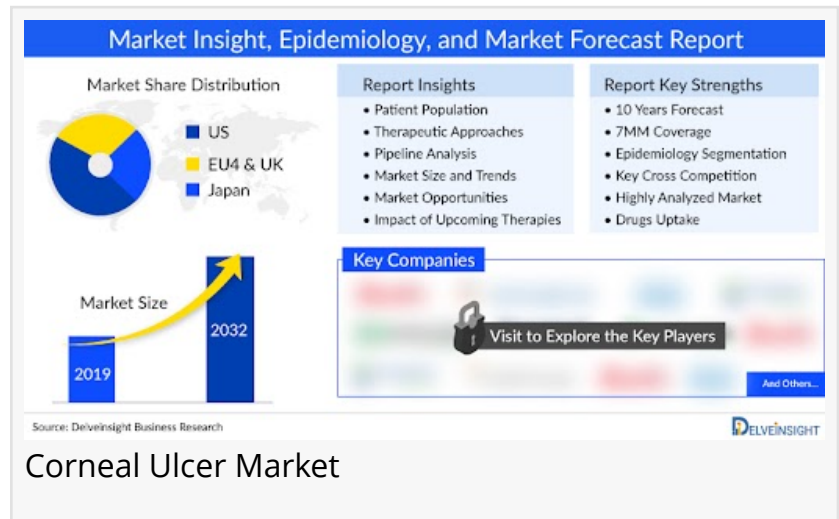 Market Insight, Epidemiology, and Market Forecast Report
Market Share Distribution
US
EU4 & UK
Japan
Report Insights
• Patient Population
• Therapeutic Approaches
• Pipeline Analysis
• Market Size and Trends
• Market Opportunities
• Impact of Upcoming Therapies
Report Key Strengths
• 10 Years Forecast
• 7MM Coverage
• Epidemiology Segmentation
• Key Cross Competition
• Highly Analyzed Market
• Drugs Uptake
Market Size
2019
2032
Key Companies
Visit to Explore the Key Players
And Others...
Source: Delveinsight Business Research
DELVEINSIGHT
Corneal Ulcer Market